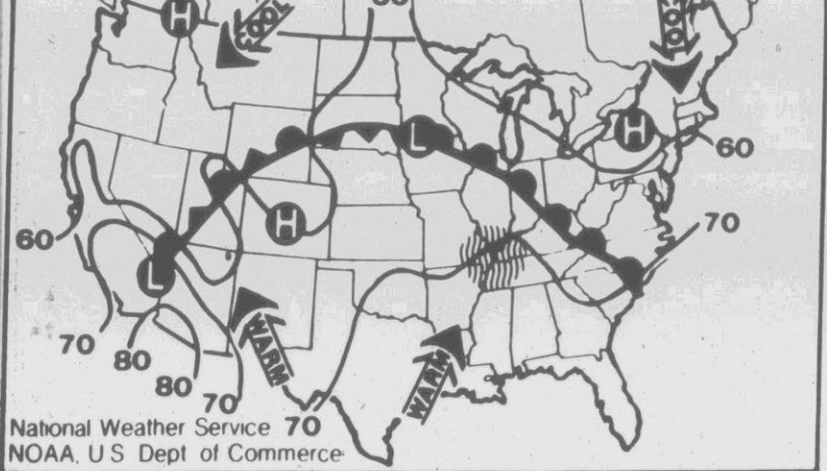 60
COOL
COOL
H
H
L
60
70
H
60
L
70
80
80
70
WARM
WARM
National Weather Service 70
NOAA, U S Dept of Commerce